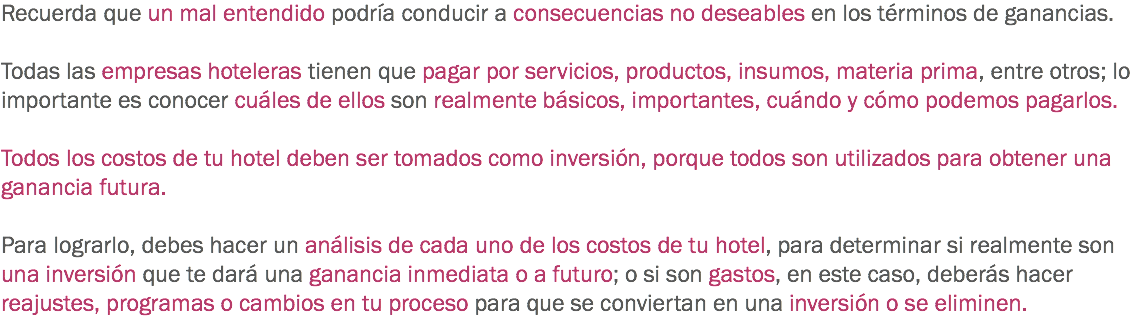 Recuerda que un mal entendido podría conducir a consecuencias no deseables en los términos de ganancias.
Todas las empresas hoteleras tienen que pagar por servicios, productos, insumos, materia prima, entre otros; lo
importante es conocer cuáles de ellos son realmente básicos, importantes, cuándo y cómo podemos pagarlos.
Todos los costos de tu hotel deben ser tomados como inversión, porque todos son utilizados para obtener una
ganancia futura.
Para lograrlo, debes hacer un análisis de cada uno de los costos de tu hotel, para determinar si realmente son
una inversión que te dará una ganancia inmediata o a futuro; o si son gastos, en este caso, deberás hacer
reajustes, programas o cambios en tu proceso para que se conviertan en una inversión o se eliminen.